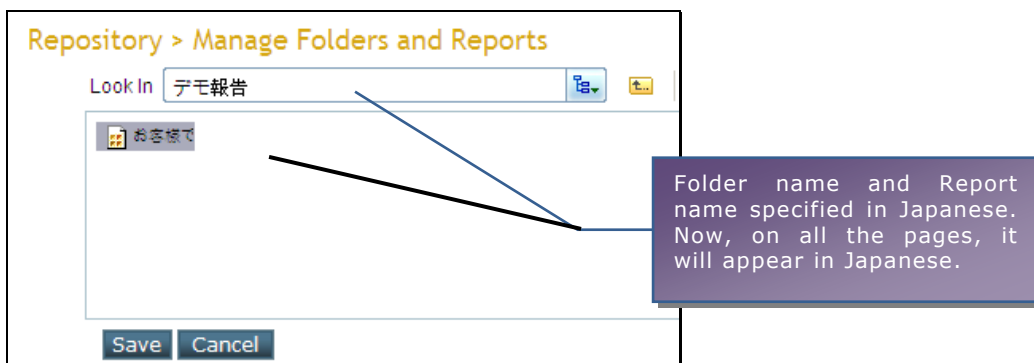 Repository > Manage Folders and Reports
Look In デモ報告
お客様で
Folder name and Report
name specified in Japanese.
Now, on all the pages, it
will appear in Japanese.
Save Cancel